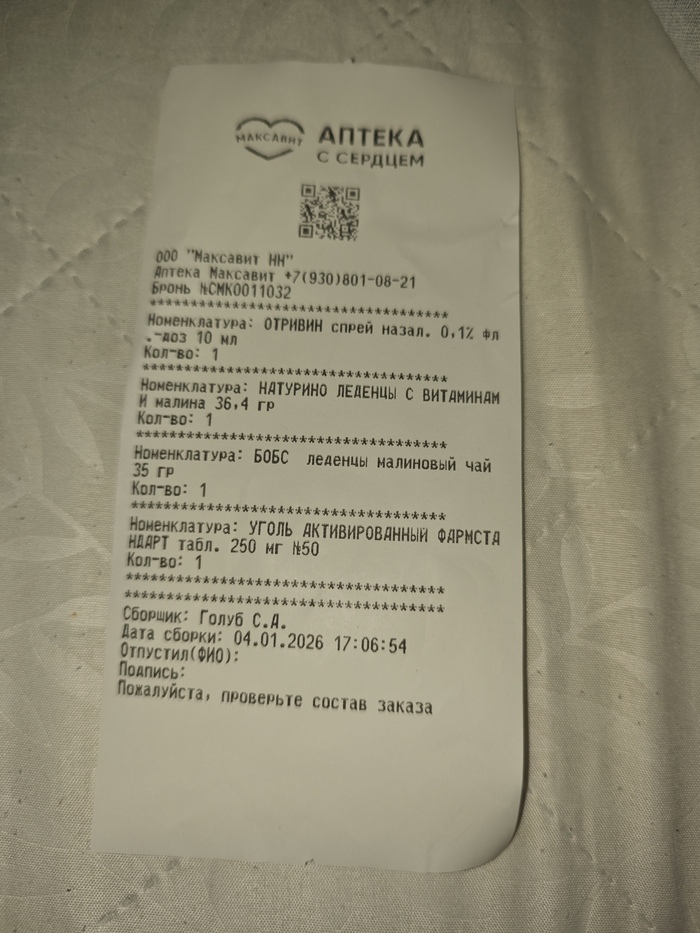 МАКСАВИТ
АПТЕКА
С СЕРДЦЕМ
ООО "Максавит НН"
Аптека Максавит +7(930)801-08-21
Бронь №СМК0011032
***********************************
Номенклатура: ОТРИВИН спрей назал. 0,1% фл
.-доз 10 мл
Кол-во: 1
***********************************
Номенклатура: НАТУРИНО ЛЕДЕНЦЫ С ВИТАМИНАМ
И малина 36,4 гр
Кол-во: 1
***********************************
Номенклатура: БОБС леденцы малиновый чай
35 гр
Кол-во: 1
***********************************
Номенклатура: УГОЛЬ АКТИВИРОВАННЫЙ ФАРМСТА
НДАРТ табл. 250 мг №50
Кол-во: 1
***********************************
***********************************
Сборщик: Голуб С.А.
Дата сборки: 04.01.2026 17:06:54
Отпустил(ФИО):
Подпись:
Пожалуйста, проверьте состав заказа